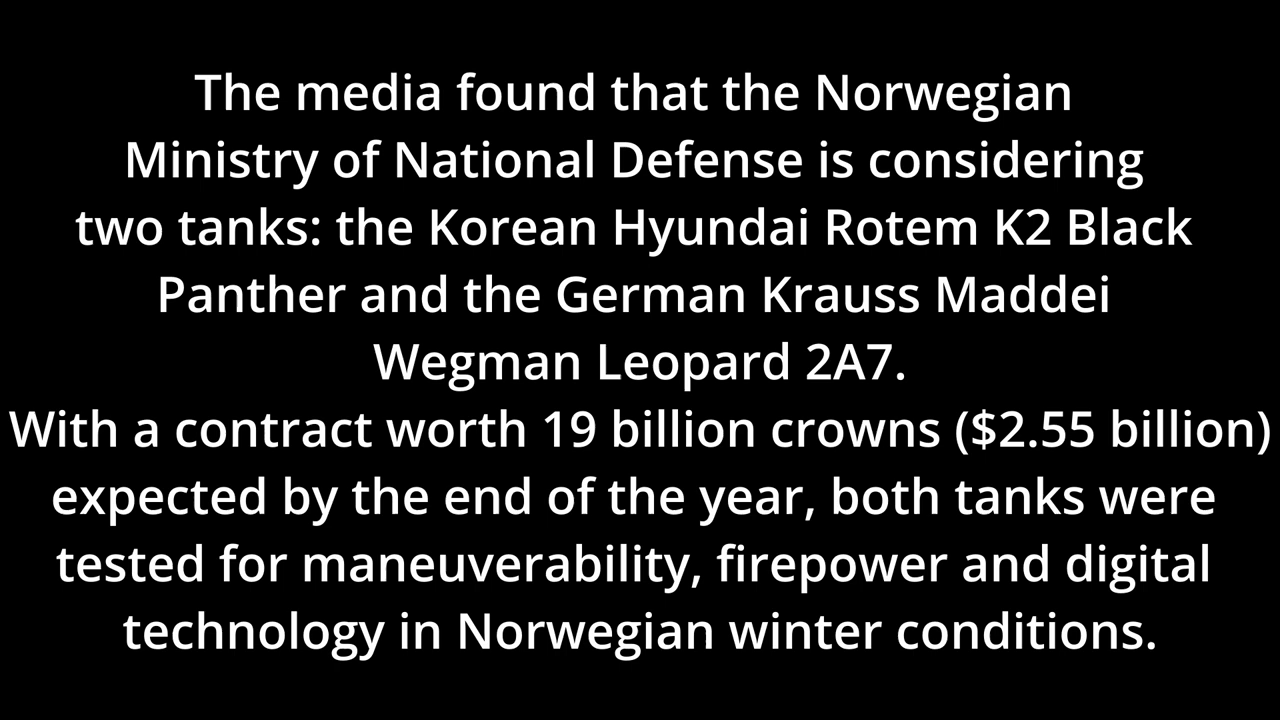 The media found that the Norwegian
Ministry of National Defense is considering
two tanks: the Korean Hyundai Rotem K2 Black
Panther and the German Krauss Maddei
Wegman Leopard 2A7.
With a contract worth 19 billion crowns ($2.55 billion)
expected by the end of the year, both tanks were
tested for maneuverability, firepower and digital
technology in Norwegian winter conditions.